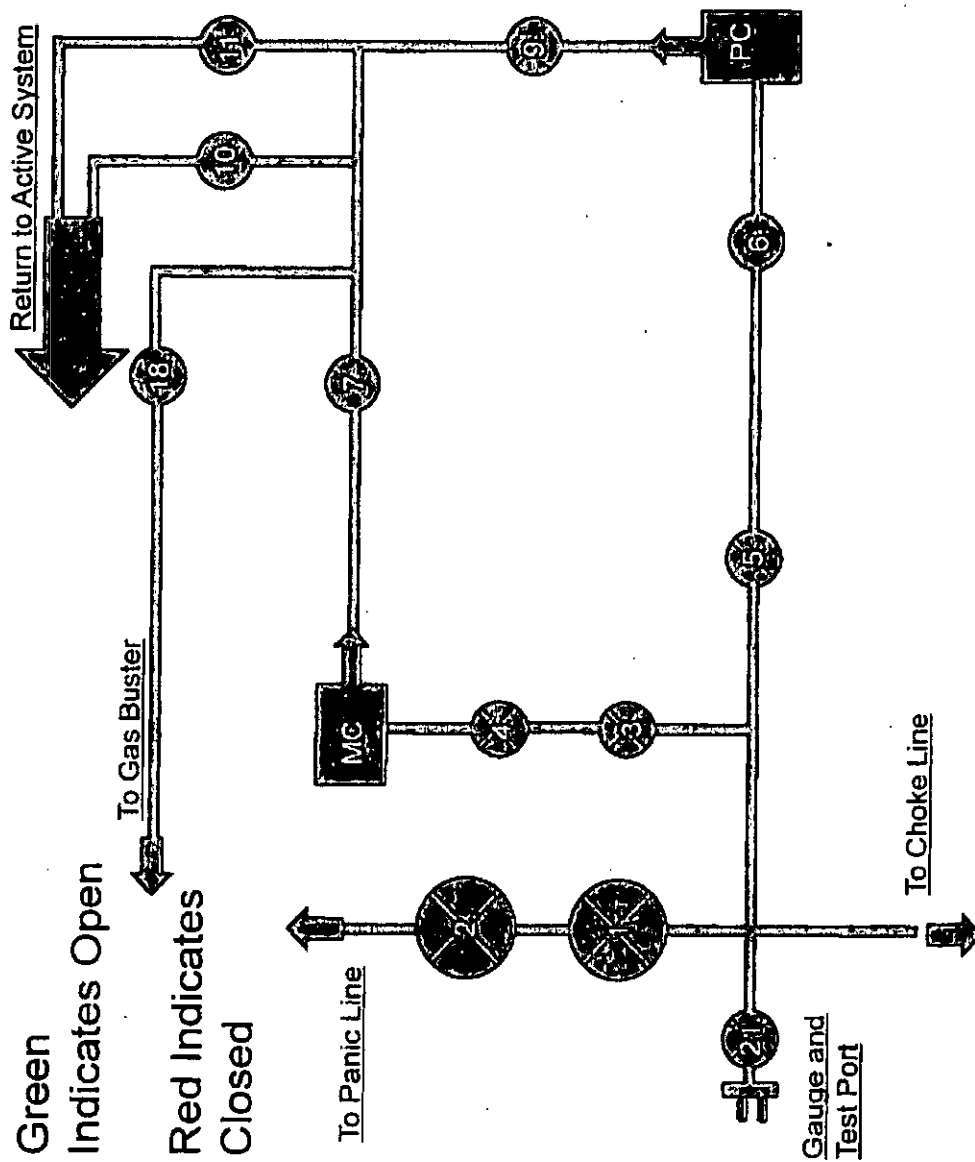 Green
Indicates Open
Red Indicates
Closed
To Gas Buster
Return to Active System
18
11
10
7
9
PC
MC
6
5
4
3
2
1
21
To Panic Line
To Choke Line
Gauge and
Test Port